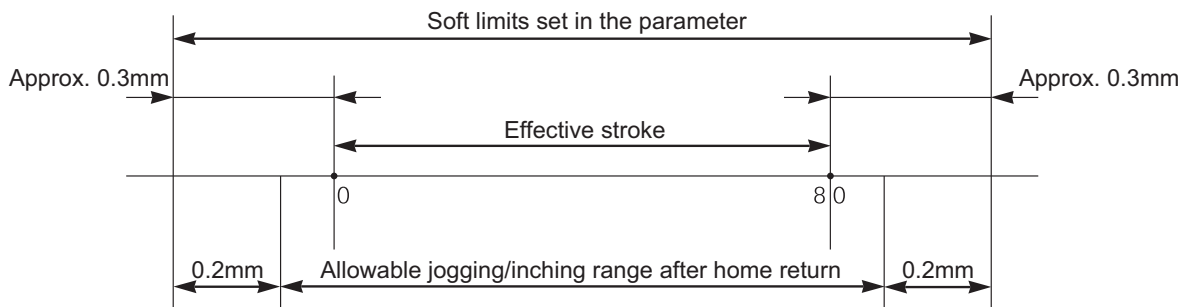 Soft limits set in the parameter
Approx. 0.3mm
Approx. 0.3mm
Effective stroke
0
80
0.2mm
Allowable jogging/inching range after home return
0.2mm